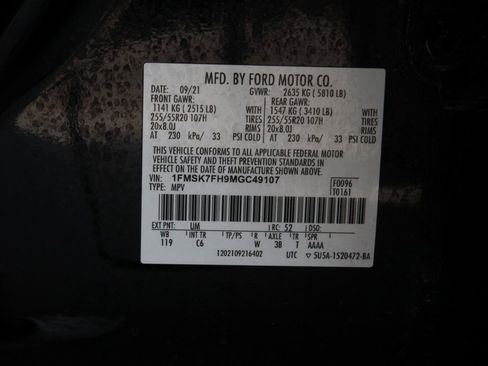 MFD. BY FORD MOTOR CO.
DATE: 09/21 GVWR: 2635 KG ( 5810 LB)
FRONT GAWR: REAR GAWR:
1141 KG ( 2515 LB) 1547 KG ( 3410 LB)
255/55R20 107H TIRES 255/55R20 107H TIRES
20x8.0J RIMS 20x8.0J RIMS
AT 230 kPa/ 33 PSI COLD AT 230 kPa/ 33 PSI COLD
THIS VEHICLE CONFORMS TO ALL APPLICABLE FEDERAL MOTOR
VEHICLE SAFETY AND THEFT PREVENTION STANDARDS IN
EFFECT ON THE DATE OF MANUFACTURE SHOWN ABOVE.
VIN: 1FMSK7FH9MGC49107 F0096
TYPE: MPV T0161
EXT PNT: UM RC: 52 DSO:
WB INT TR TP/PS R AXLE TR SPR
119 C6 W 3B T AAAA
1202109216402 UTC 5U5A-1520472-BA